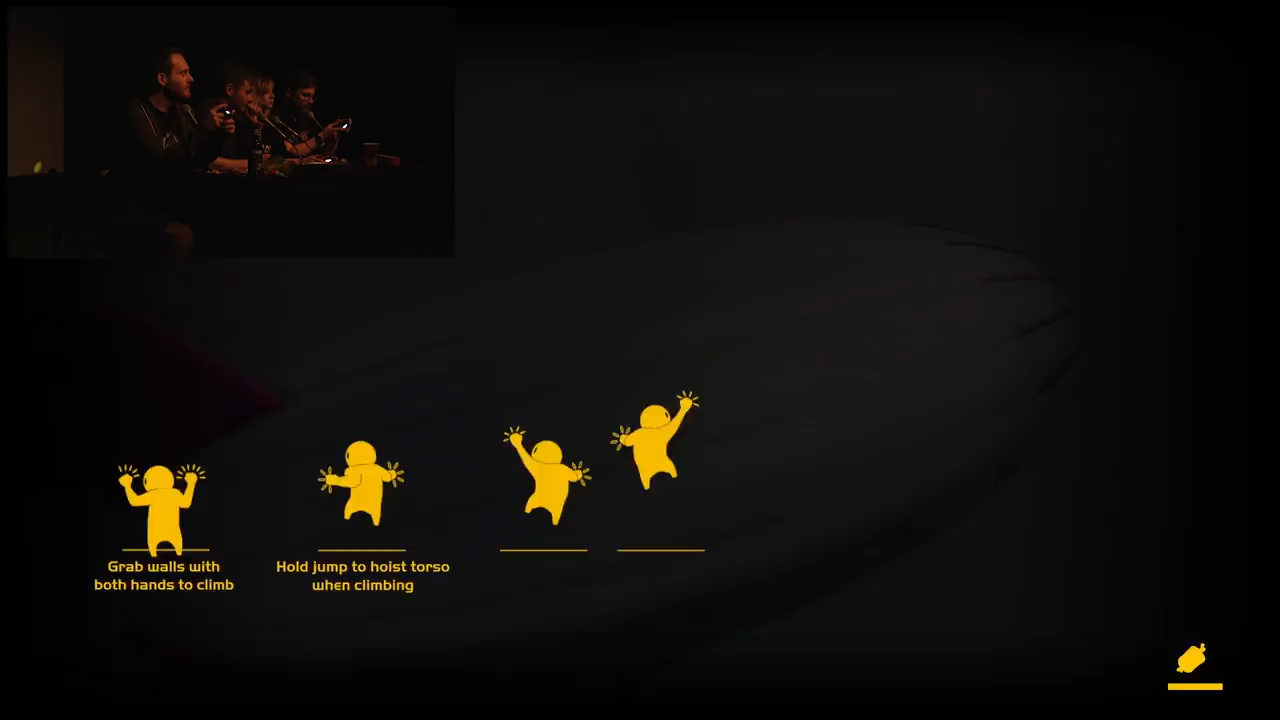 Grab walls with
both hands to climb
Hold jump to hoist torso
when climbing